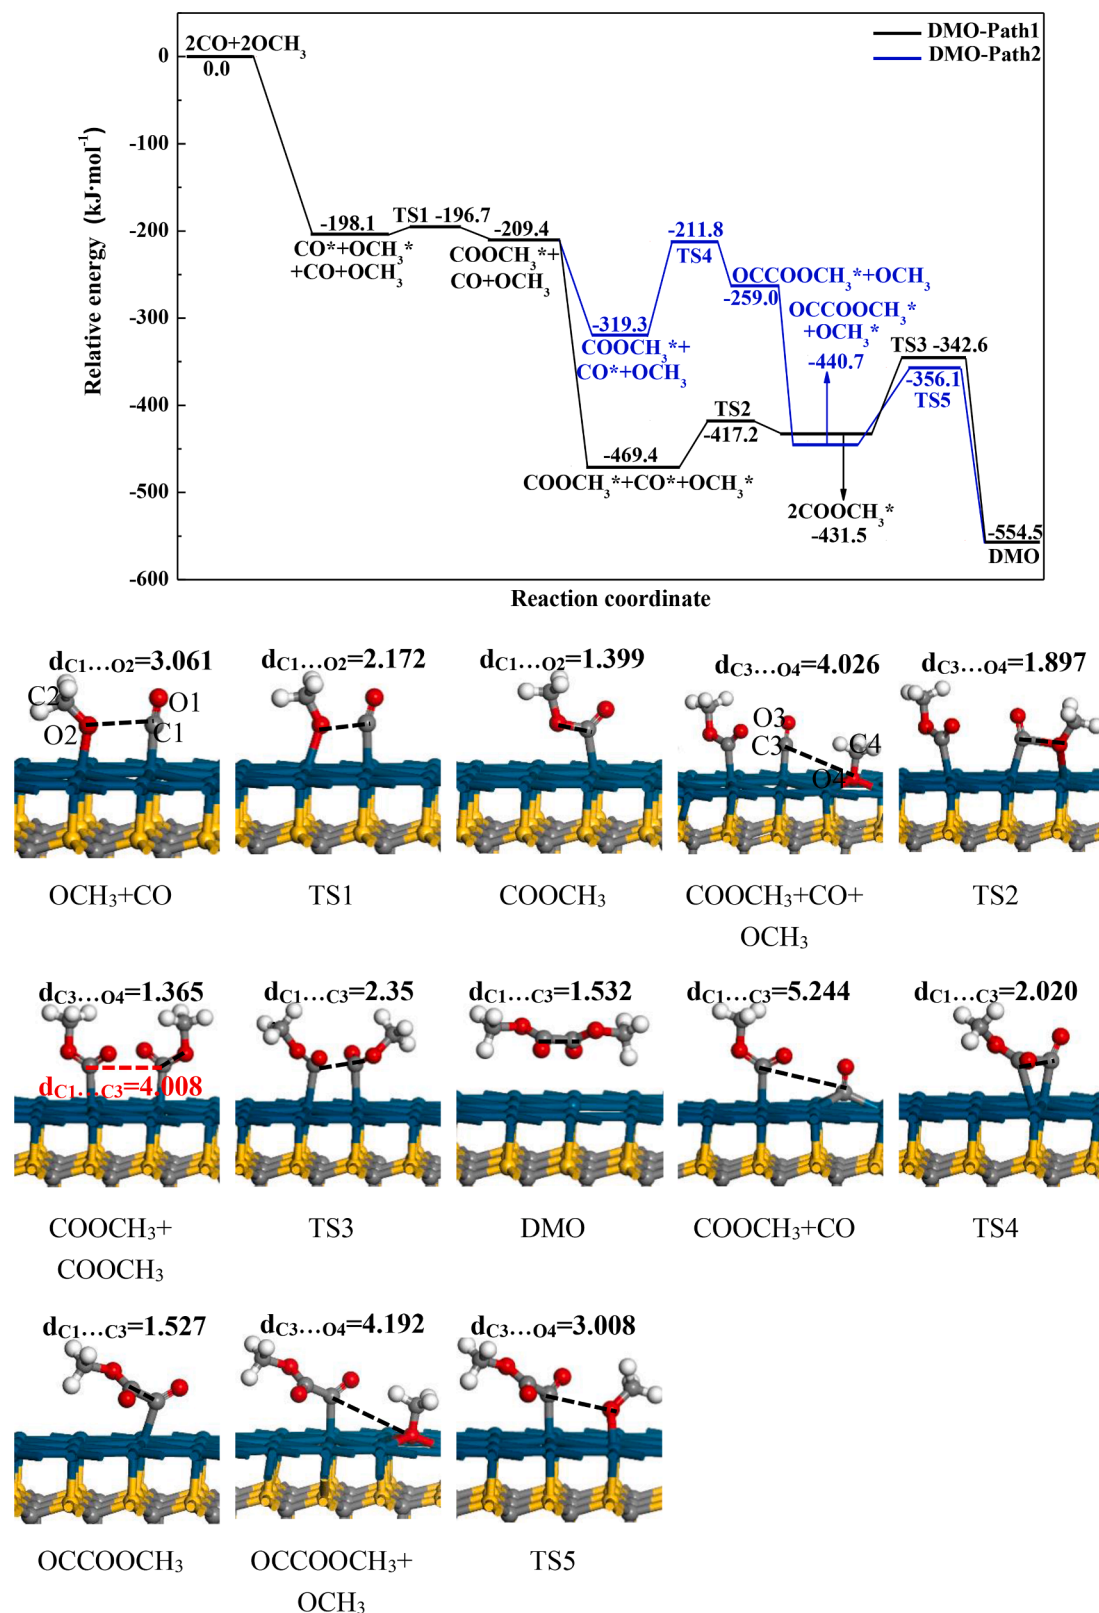 DMO-Path1
DMO-Path2
Relative energy (kJ·mol⁻¹)
0
-100
-200
-300
-400
-500
-600
2CO+2OCH₃
0.0
-198.1
CO*+OCH₃*
+CO+OCH₃
TS1 -196.7
-209.4
COOCH₃*+
CO+OCH₃
-319.3
COOCH₃*+
CO*+OCH₃
-211.8
TS4
OCCOOCH₃*+OCH₃
-259.0
OCCOOCH₃*
+OCH₃*
-440.7
TS3 -342.6
-356.1
TS5
TS2
-417.2
-469.4
COOCH₃*+CO*+OCH₃*
2COOCH₃*
-431.5
-554.5
DMO
Reaction coordinate
dC1…O2=3.061
C2
O1
O2
C1
OCH₃+CO
dC1…O2=2.172
TS1
dC1…O2=1.399
COOCH₃
dC3…O4=4.026
O3
C3
C4
O4
COOCH₃+CO+
OCH₃
dC3…O4=1.897
TS2
dC3…O4=1.365
dC1…C3=4.008
COOCH₃+
COOCH₃
dC1…C3=2.35
TS3
dC1…C3=1.532
DMO
dC1…C3=5.244
COOCH₃+CO
dC1…C3=2.020
TS4
dC1…C3=1.527
OCCOOCH₃
dC3…O4=4.192
OCCOOCH₃+
OCH₃
dC3…O4=3.008
TS5